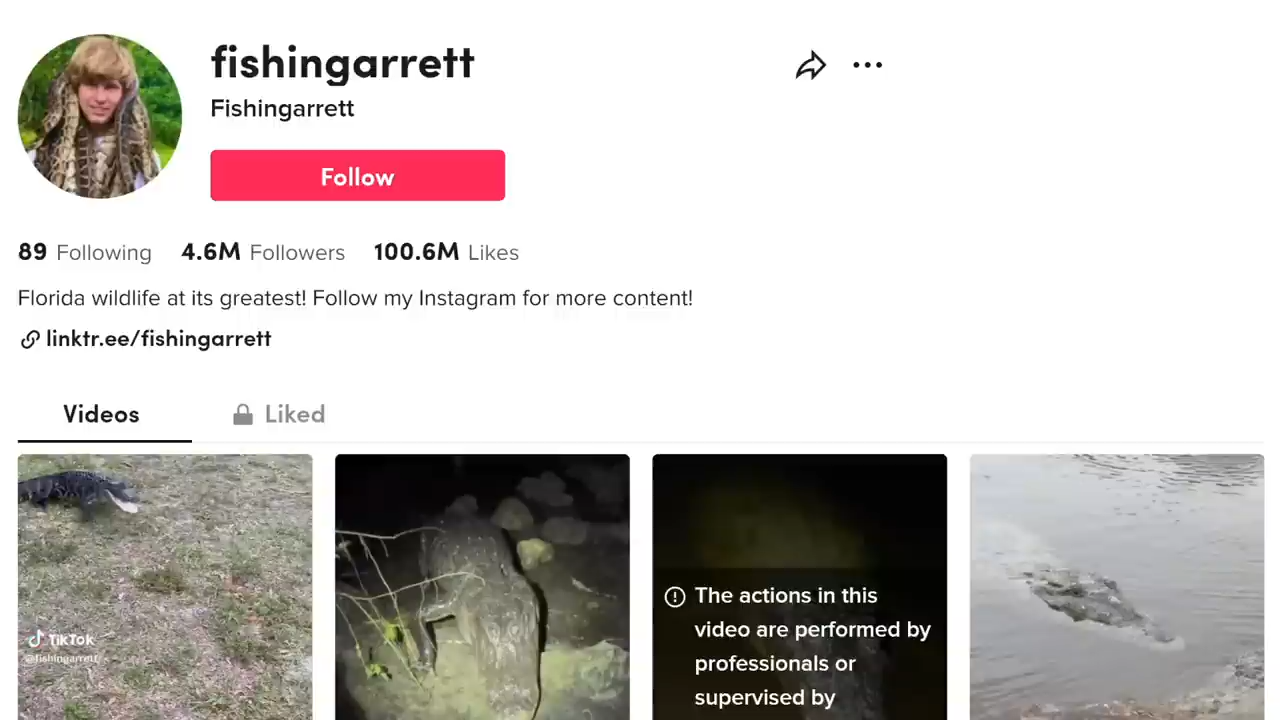 fishingarrett
Fishingarrett
Follow
89 Following 4.6M Followers 100.6M Likes
Florida wildlife at its greatest! Follow my Instagram for more content!
linktr.ee/fishingarrett
Videos Liked
TikTok
@fishingarrett
The actions in this
video are performed by
professionals or
supervised by